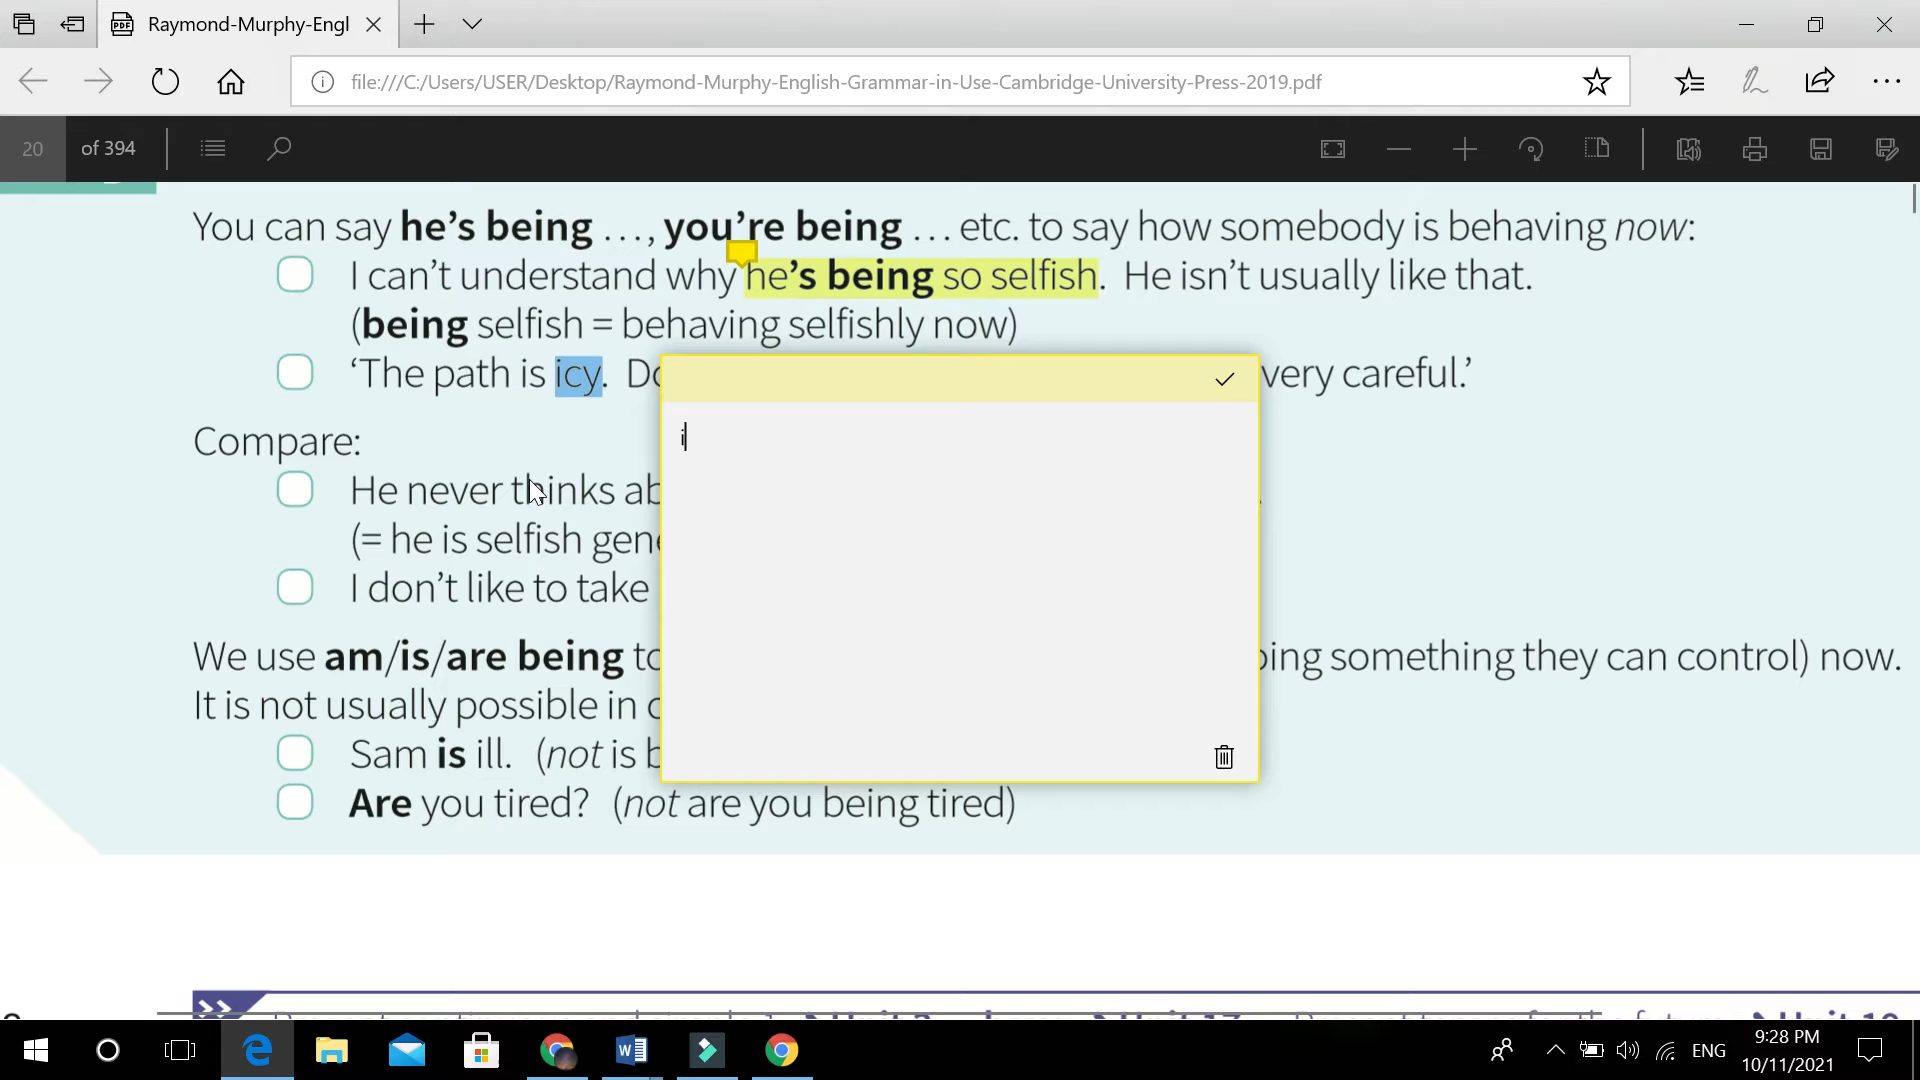 Raymond-Murphy-Engl
file:///C:/Users/USER/Desktop/Raymond-Murphy-English-Grammar-in-Use-Cambridge-University-Press-2019.pdf
20 of 394
You can say he's being …, you're being … etc. to say how somebody is behaving now:
I can't understand why he's being so selfish. He isn't usually like that.
(being selfish = behaving selfishly now)
'The path is icy. Do very careful.'
i
Compare:
He never thinks ab
(= he is selfish gene
I don't like to take
We use am/is/are being to oing something they can control) now.
It is not usually possible in o
Sam is ill. (not is b
Are you tired? (not are you being tired)
ENG
9:28 PM
10/11/2021